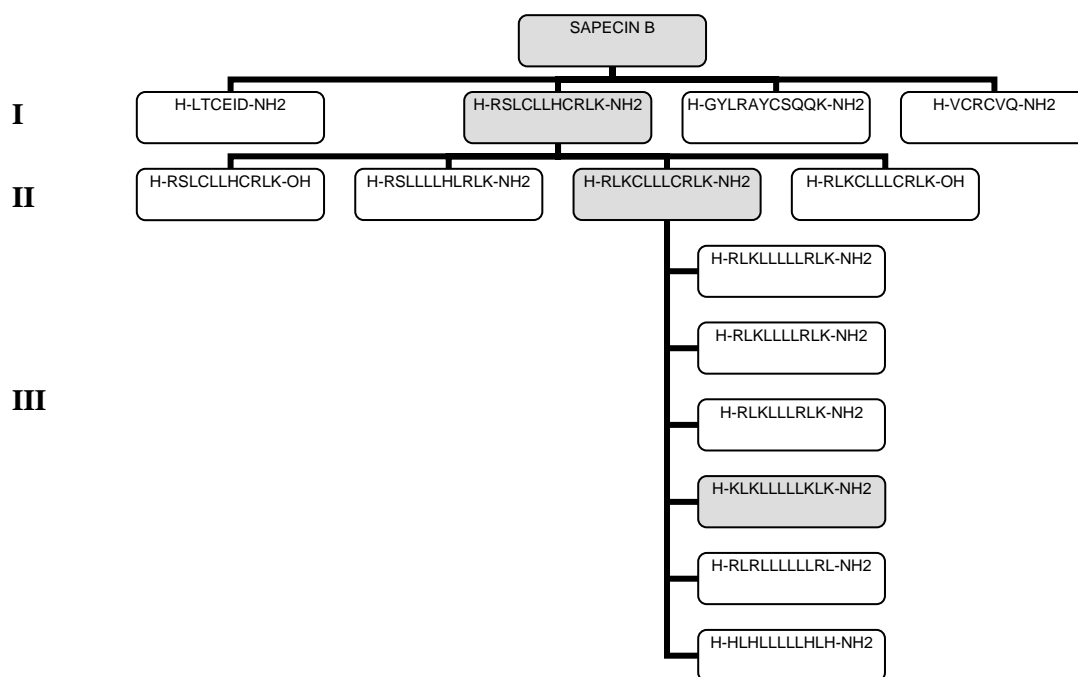 SAPECIN B
I
H-LTCEID-NH2
H-RSLCLLHCRLK-NH2
H-GYLRAYCSQQK-NH2
H-VCRCVQ-NH2
II
H-RSLCLLHCRLK-OH
H-RSLLLLHLRLK-NH2
H-RLKCLLLCRLK-NH2
H-RLKCLLLCRLK-OH
III
H-RLKLLLLLRLK-NH2
H-RLKLLLLRLK-NH2
H-RLKLLLRLK-NH2
H-KLKLLLLLKLK-NH2
H-RLRLLLLLLRL-NH2
H-HLHLLLLLHLH-NH2